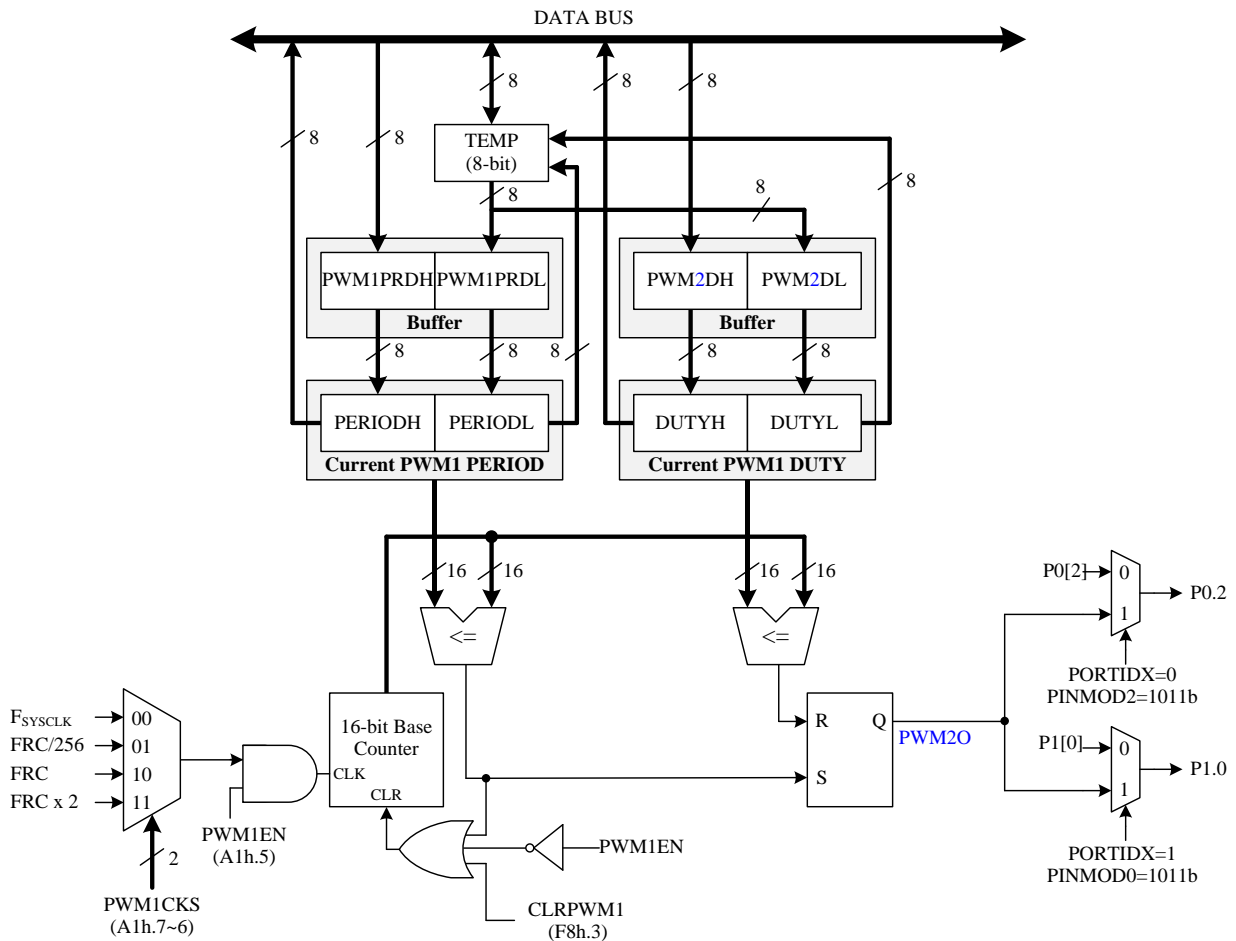 DATA BUS
8
8
8
8
8
TEMP
(8-bit)
8
8
8
PWM1PRDH
PWM1PRDL
Buffer
PWM2DH
PWM2DL
Buffer
8
8
8
8
8
PERIODH
PERIODL
Current PWM1 PERIOD
DUTYH
DUTYL
Current PWM1 DUTY
16
16
16
16
<=
<=
P0[2]
0
1
P0.2
PORTIDX=0
PINMOD2=1011b
FSYSCLK
00
FRC/256
01
FRC
10
FRC x 2
11
2
PWM1CKS
(A1h.7~6)
PWM1EN
(A1h.5)
16-bit Base
Counter
CLK
CLR
R
S
Q
PWM2O
P1[0]
0
1
P1.0
PORTIDX=1
PINMOD0=1011b
PWM1EN
CLRPWM1
(F8h.3)